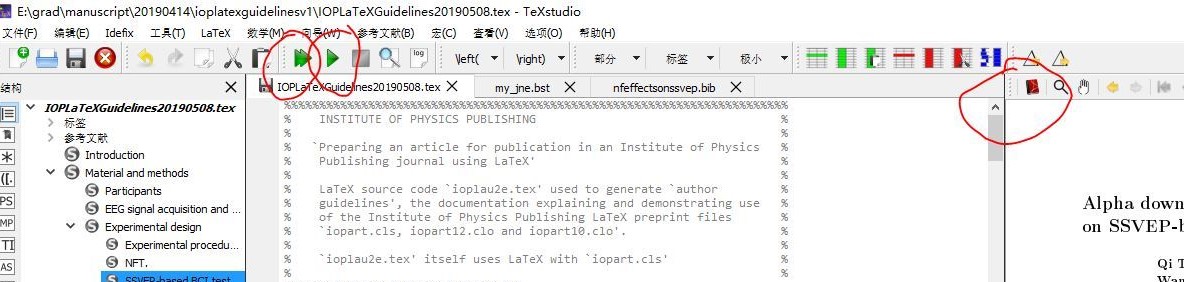 E:\grad\manuscript\20190414\ioplatexguidelinesv1\IOPLaTeXGuidelines20190508.tex - TeXstudio
文件(F) 编辑(E) Idefix 工具(T) LaTeX 数学(M) 向导(W) 参考文献(B) 宏(C) 查看(V) 选项(O) 帮助(H)
log \left( \right) 部分 标签 极小
结构
IOPLaTeXGuidelines20190508.tex my_jne.bst nfeffectsonssvep.bib
IOPLaTeXGuidelines20190508.tex
标签
参考文献
Introduction
Material and methods
Participants
EEG signal acquisition and ...
Experimental design
Experimental procedu...
NFT.
SSVEP-based BCI test
PS
MP
TI
AS
%%%%%%%%%%%%%%%%%%%%%%%%%%%%%%%%%%%%%%%%%%%%%%%%%%%%%%%%%%%%%%%%%%%%
% INSTITUTE OF PHYSICS PUBLISHING %
% %
% `Preparing an article for publication in an Institute of Physics %
% Publishing journal using LaTeX' %
% %
% LaTeX source code `ioplau2e.tex' used to generate `author %
% guidelines', the documentation explaining and demonstrating use %
% of the Institute of Physics Publishing LaTeX preprint files %
% `iopart.cls, iopart12.clo and iopart10.clo'. %
% %
% `ioplau2e.tex' itself uses LaTeX with `iopart.cls' %
% %
Alpha down
on SSVEP-b
Qi T